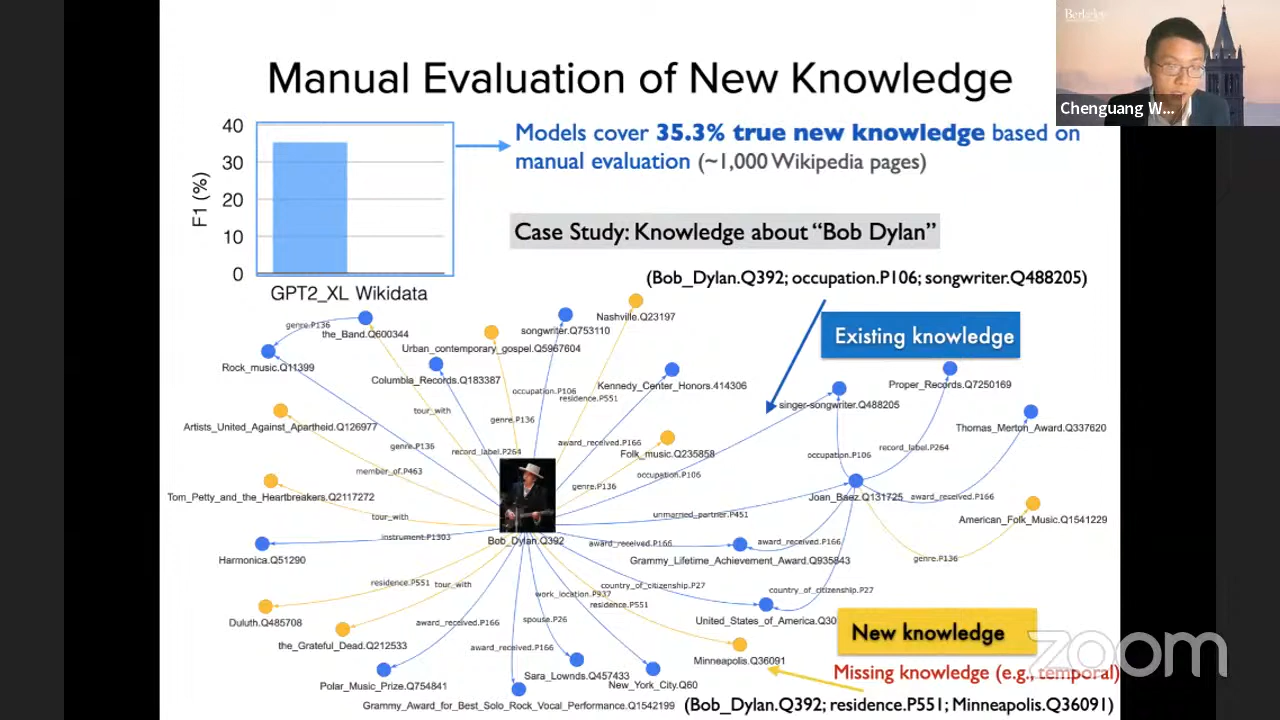 Manual Evaluation of New Knowledge
Berkeley
Chenguang W...
40
30
20
10
0
F1 (%)
GPT2_XL Wikidata
Models cover 35.3% true new knowledge based on
manual evaluation (~1,000 Wikipedia pages)
Case Study: Knowledge about “Bob Dylan”
(Bob_Dylan.Q392; occupation.P106; songwriter.Q488205)
Existing knowledge
genre.P136
the_Band.Q600344
Rock_music.Q11399
Urban_contemporary_gospel.Q5967604
songwriter.Q753110
Nashville.Q23197
Columbia_Records.Q183387
Kennedy_Center_Honors.414306
occupation.P106
residence.P551
Proper_Records.Q7250169
singer-songwriter.Q488205
Artists_United_Against_Apartheid.Q126977
tour_with
genre.P136
Thomas_Merton_Award.Q337620
genre.P136
record_label.P264
award_received.P166
Folk_music.Q235858
occupation.P106
record_label.P264
member_of.P463
occupation.P106
genre.P136
Tom_Petty_and_the_Heartbreakers.Q2117272
Joan_Baez.Q131725
award_received.P166
tour_with
unmarried_partner.P451
American_Folk_Music.Q1541229
instrument.P1303
Bob_Dylan.Q392
award_received.P166
award_received.P166
Harmonica.Q51290
Grammy_Lifetime_Achievement_Award.Q935843
genre.P136
residence.P551
tour_with
country_of_citizenship.P27
country_of_citizenship.P27
work_location.P937
residence.P551
Duluth.Q485708
award_received.P166
spouse.P26
United_States_of_America.Q30
the_Grateful_Dead.Q212533
award_received.P166
New knowledge
Minneapolis.Q36091
Missing knowledge (e.g., temporal)
Polar_Music_Prize.Q754841
Sara_Lownds.Q457433
New_York_City.Q60
Grammy_Award_for_Best_Solo_Rock_Vocal_Performance.Q1542199
(Bob_Dylan.Q392; residence.P551; Minneapolis.Q36091)
zoom